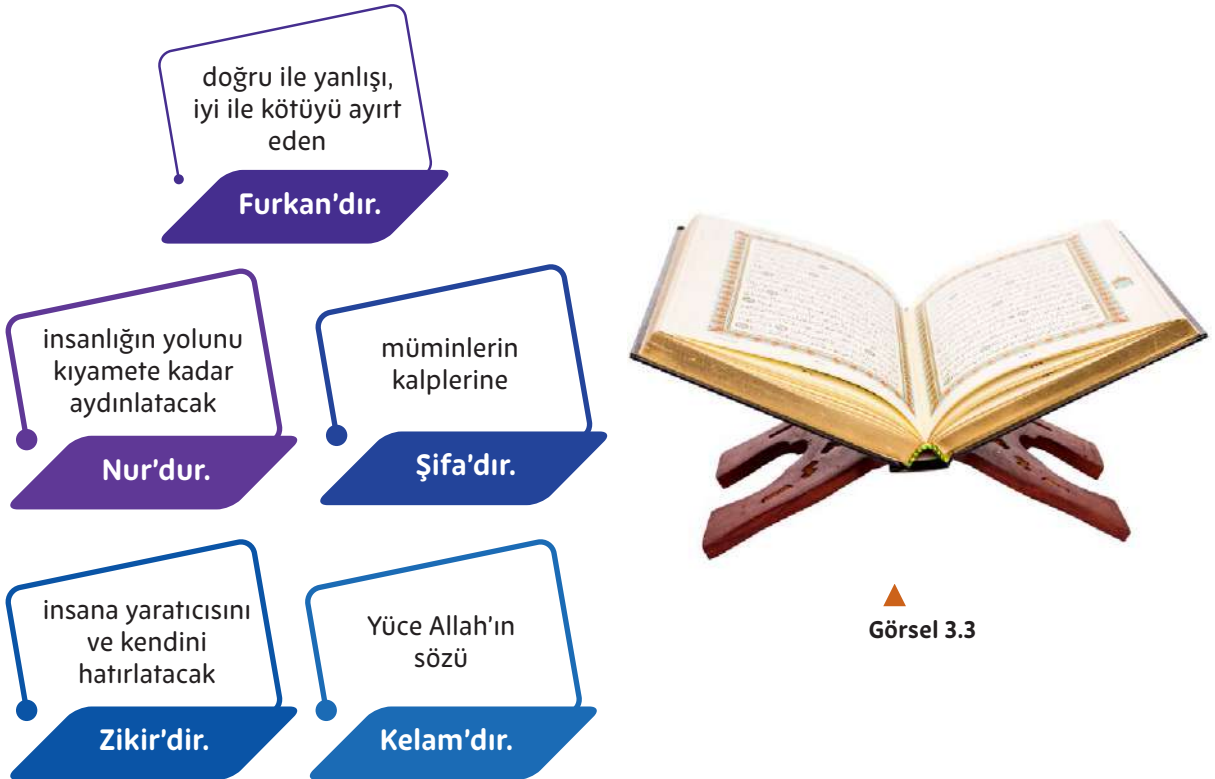 doğru ile yanlışı,
iyi ile kötüyü ayırt
eden
Furkan’dır.
insanlığın yolunu
kıyamete kadar
aydınlatacak
Nur’dur.
müminlerin
kalplerine
Şifa’dır.
insana yaratıcısını
ve kendini
hatırlatacak
Zikir’dir.
Yüce Allah’ın
sözü
Kelam’dır.
Görsel 3.3